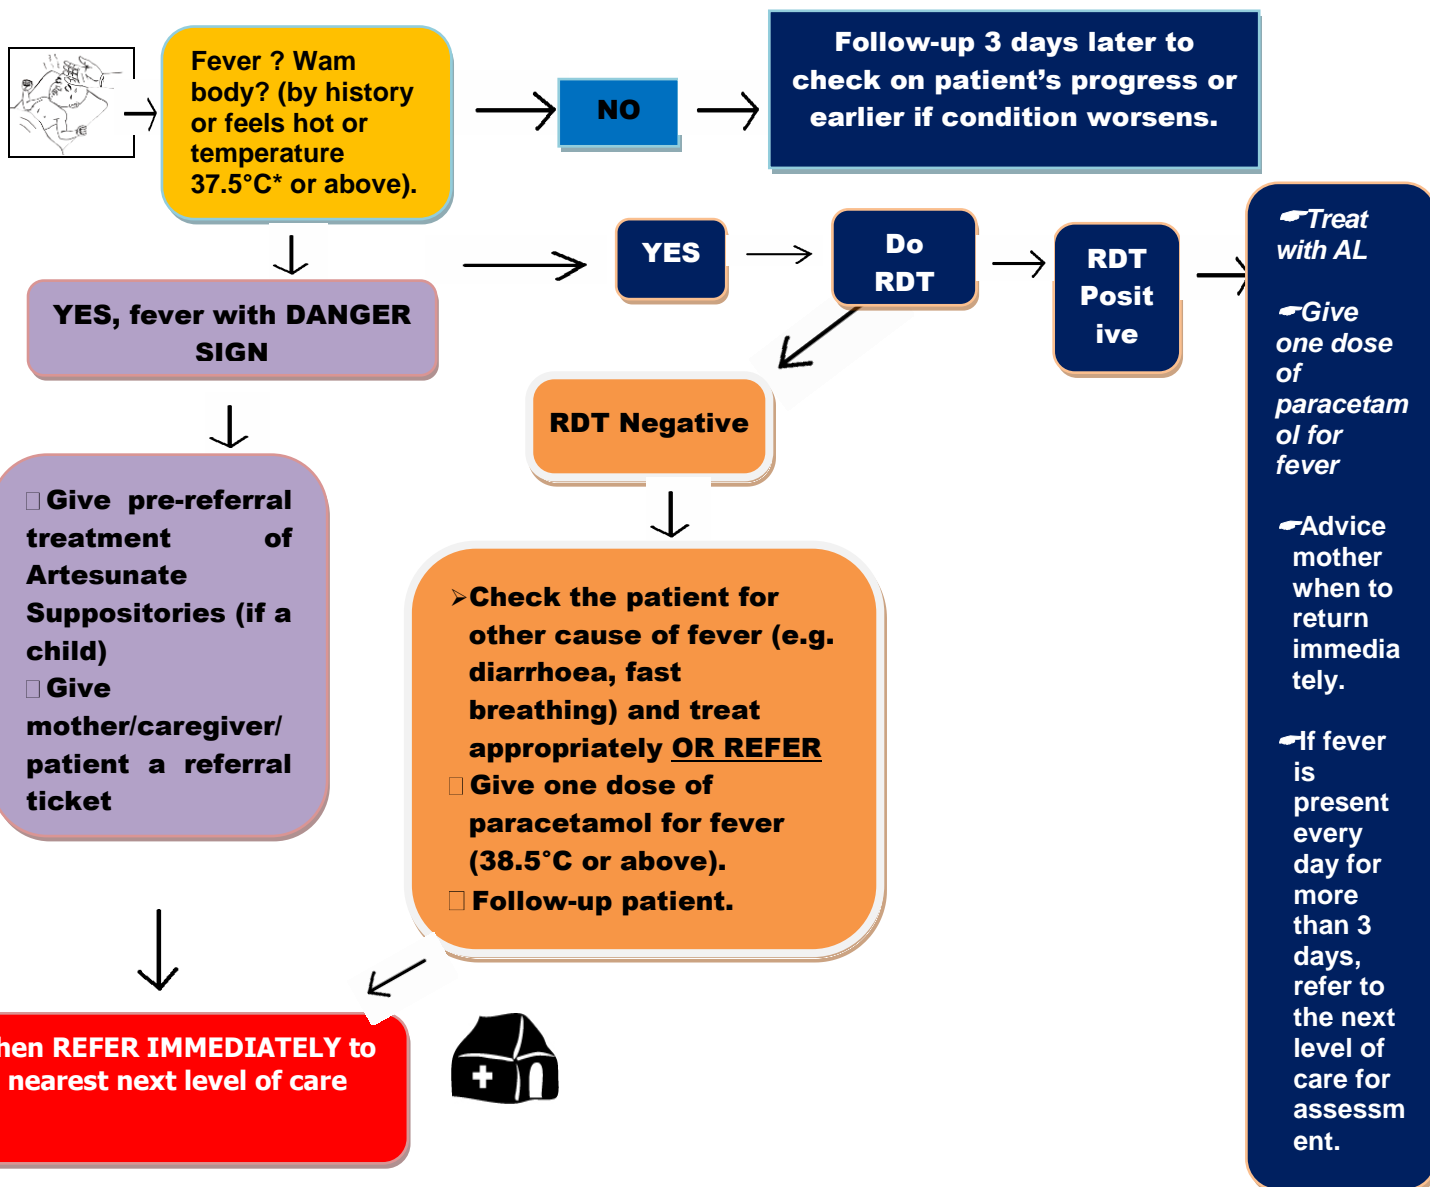 Fever ? Wam
body? (by history
or feels hot or
temperature
37.5°C* or above).
NO
Follow-up 3 days later to
check on patient’s progress or
earlier if condition worsens.
YES
Do
RDT
RDT
Posit
ive
☛Treat
with AL
☛Give
one dose
of
paracetam
ol for
fever
☛Advice
mother
when to
return
immedia
tely.
☛If fever
is
present
every
day for
more
than 3
days,
refer to
the next
level of
care for
assessm
ent.
YES, fever with DANGER
SIGN
RDT Negative
□ Give pre-referral
treatment of
Artesunate
Suppositories (if a
child)
□ Give
mother/caregiver/
patient a referral
ticket
➢Check the patient for
other cause of fever (e.g.
diarrhoea, fast
breathing) and treat
appropriately OR REFER
□ Give one dose of
paracetamol for fever
(38.5°C or above).
□ Follow-up patient.
hen REFER IMMEDIATELY to
nearest next level of care